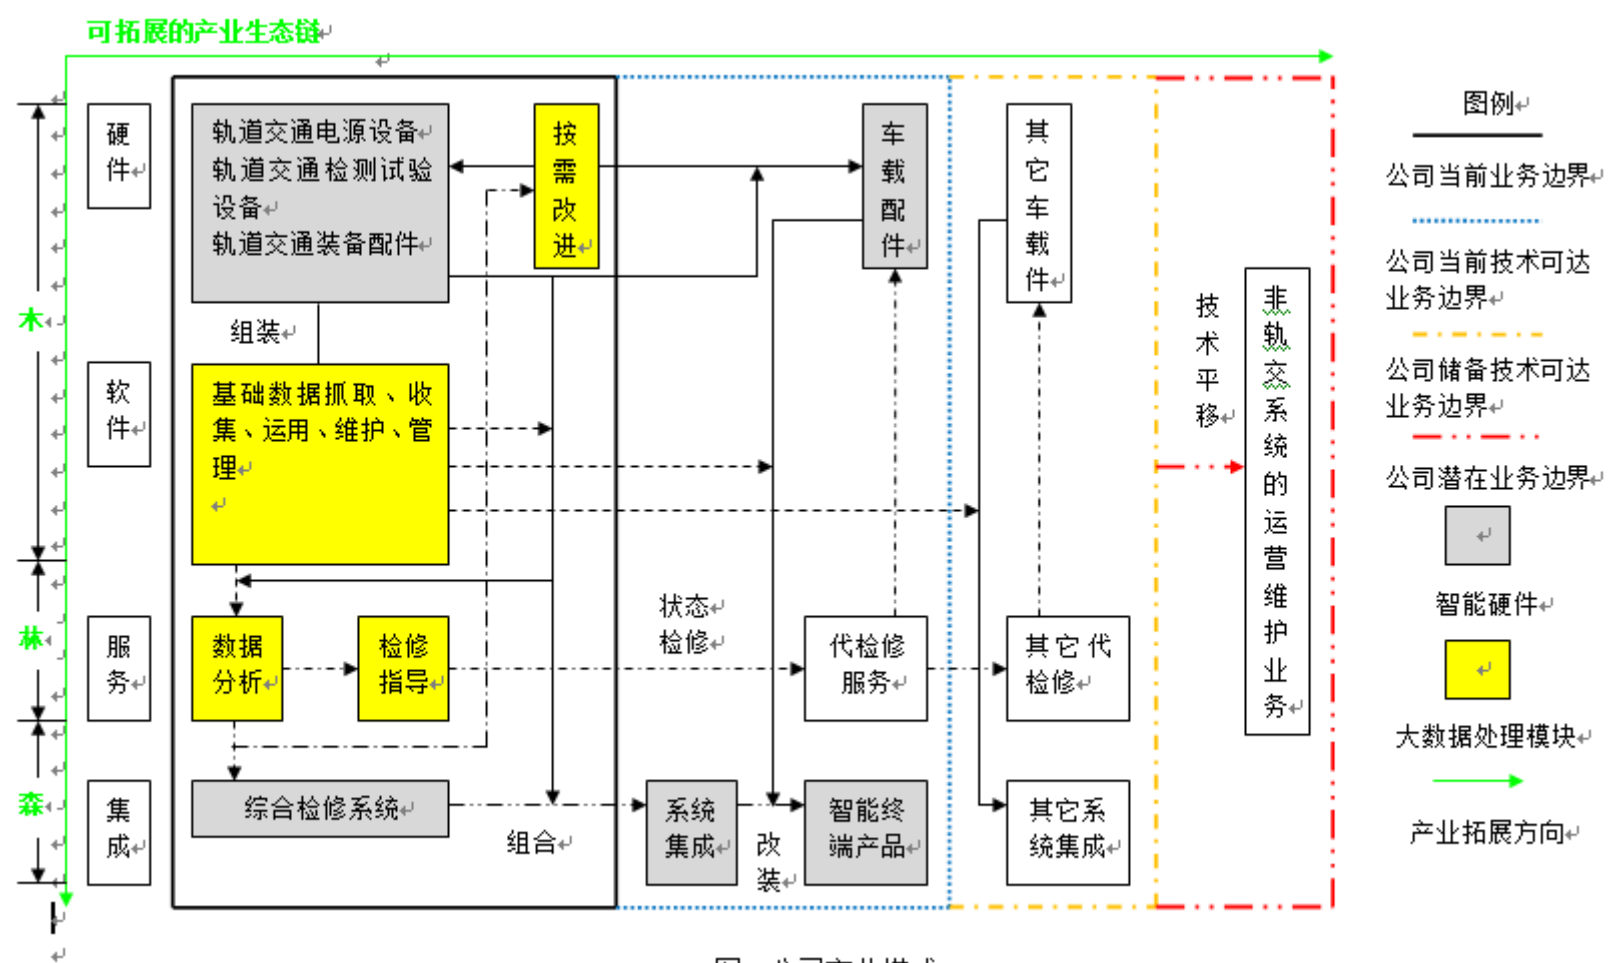 可拓展的产业生态链
硬
件
轨道交通电源设备
轨道交通检测试验
设备
轨道交通装备配件
按
需
改
进
车
载
配
件
其
它
车
载
件
木
组装
软
件
基础数据抓取、收
集、运用、维护、管
理
技
术
平
移
非
轨
交
系
统
的
运
营
维
护
业
务
林
服
务
数据
分析
检修
指导
状态
检修
代检修
服务
其它代
检修
森
集
成
综合检修系统
组合
系统
集成
改
装
智能终
端产品
其它系
统集成
图例
公司当前业务边界
公司当前技术可达
业务边界
公司储备技术可达
业务边界
公司潜在业务边界
智能硬件
大数据处理模块
产业拓展方向